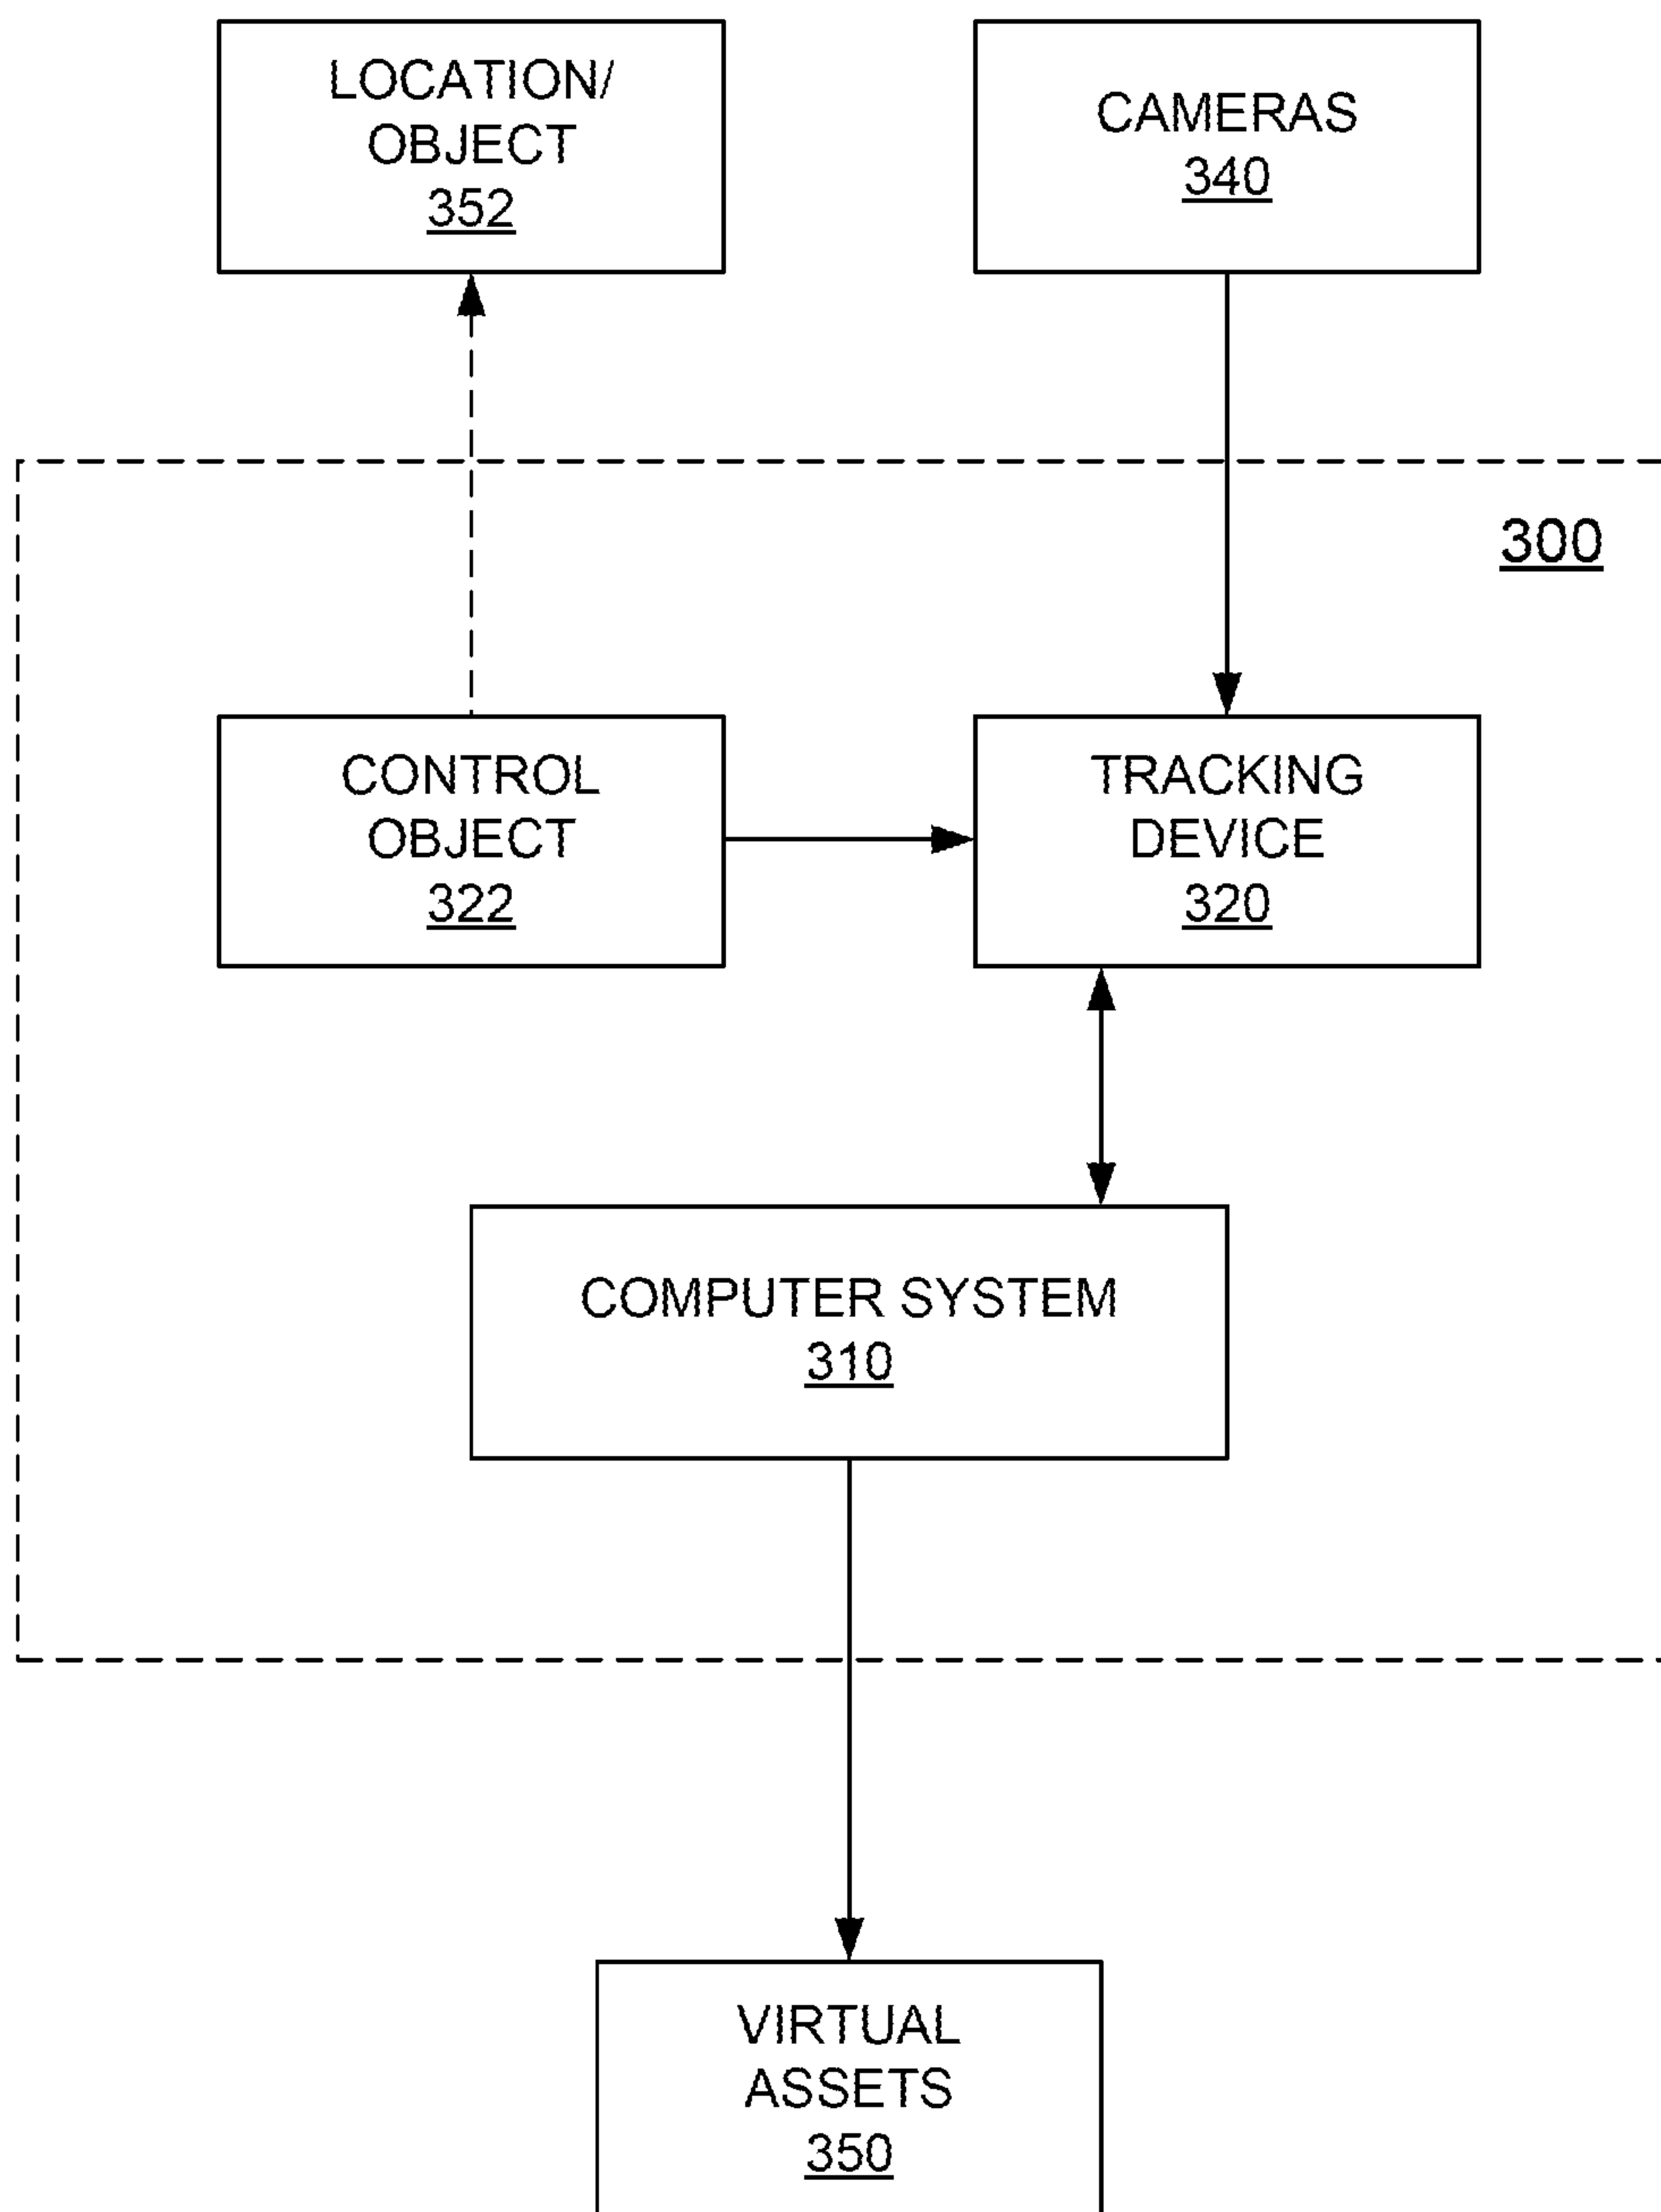 LOCATION/
OBJECT
352
CAMERAS
340
300
CONTROL
OBJECT
322
TRACKING
DEVICE
320
COMPUTER SYSTEM
310
VIRTUAL
ASSETS
350